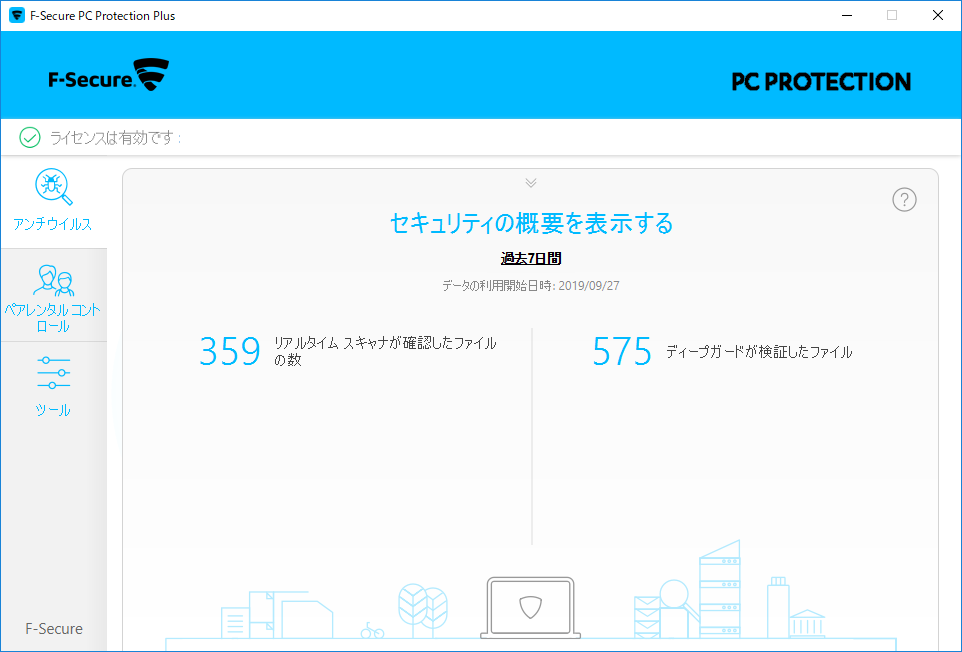 F-Secure PC Protection Plus
F-Secure.
PC PROTECTION
ライセンスは有効です :
アンチウイルス
ペアレンタル コント
ロール
ツール
F-Secure
?
セキュリティの概要を表示する
過去7日間
データの利用開始日時: 2019/09/27
359
リアルタイム スキャナが確認したファイル
の数
575
ディープガードが検証したファイル